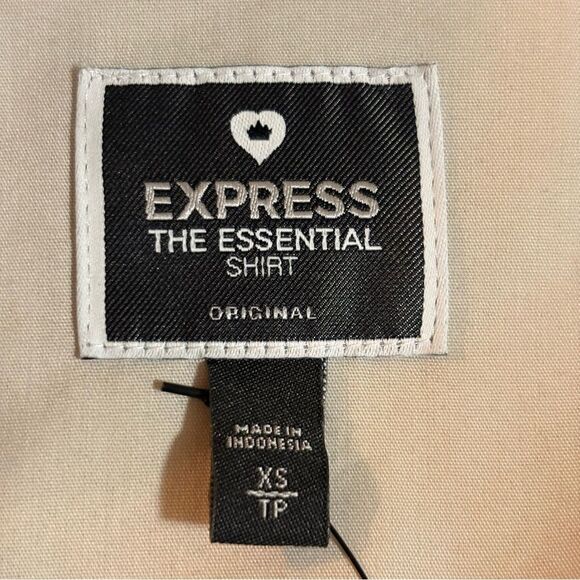 EXPRESS
THE ESSENTIAL
SHIRT
ORIGINAL
MADE IN
INDONESIA
XS
TP